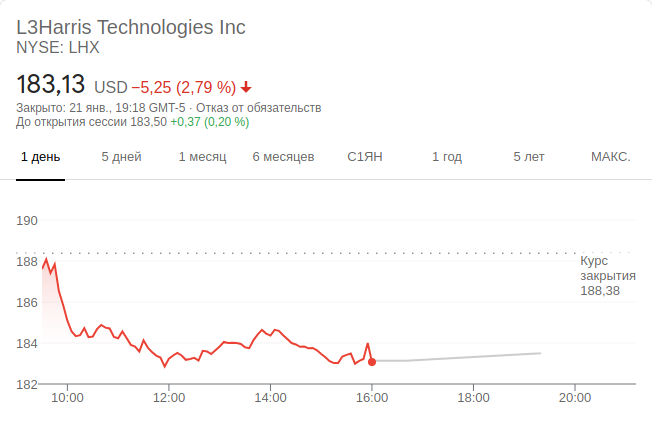 L3Harris Technologies Inc
NYSE: LHX
183,13 USD −5,25 (2,79 %)
Закрыто: 21 янв., 19:18 GMT-5 · Отказ от обязательств
До открытия сессии 183,50 +0,37 (0,20 %)
1 день 5 дней 1 месяц 6 месяцев С1ЯН 1 год 5 лет МАКС.
190
188
186
184
182
Курс
закрытия
188,38
10:00 12:00 14:00 16:00 18:00 20:00